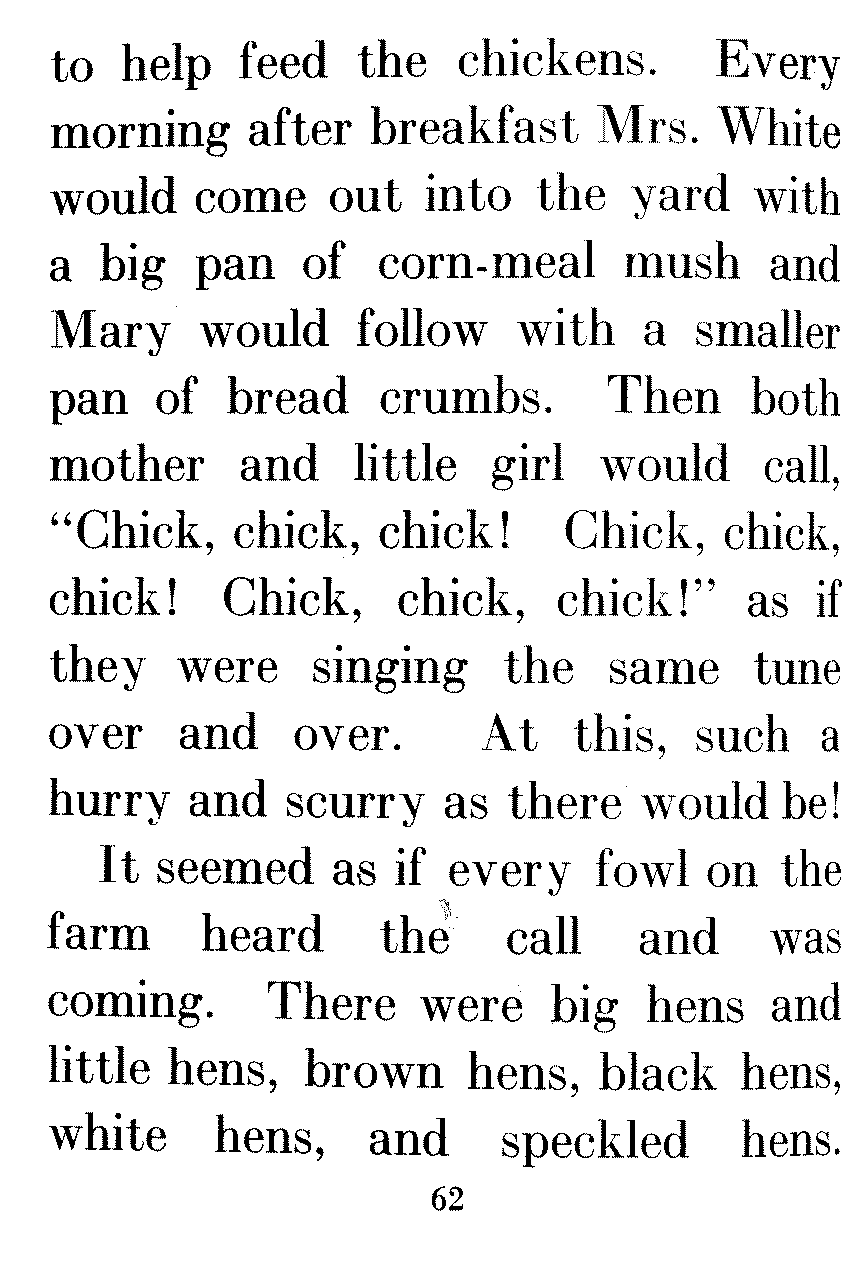 to help feed the chickens. Every
morning after breakfast Mrs. White
would come out into the yard with
a big pan of corn-meal mush and
Mary would follow with a smaller
pan of bread crumbs. Then both
mother and little girl would call,
“Chick, chick, chick! Chick, chick,
chick! Chick, chick, chick!” as if
they were singing the same tune
over and over. At this, such a
hurry and scurry as there would be!
It seemed as if every fowl on the
farm heard the call and was
coming. There were big hens and
little hens, brown hens, black hens,
white hens, and speckled hens.
62